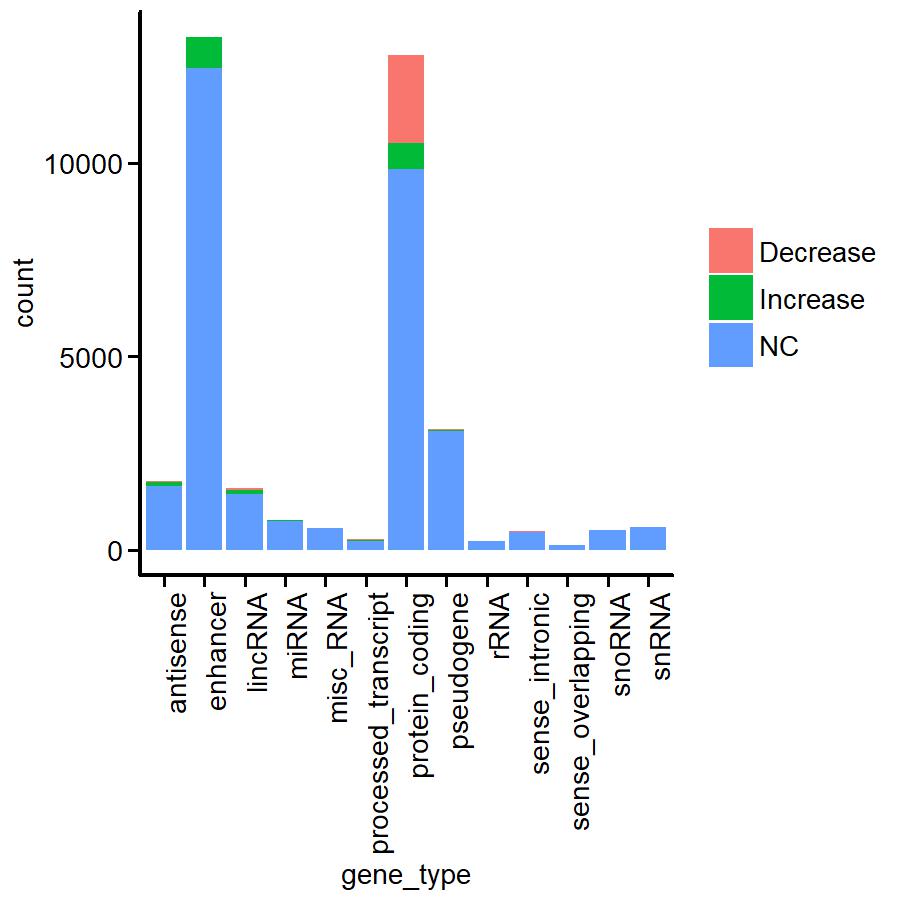 10000
5000
0
count
Decrease
Increase
NC
antisense
enhancer
lincRNA
miRNA
misc_RNA
processed_transcript
protein_coding
pseudogene
rRNA
sense_intronic
sense_overlapping
snoRNA
snRNA
gene_type